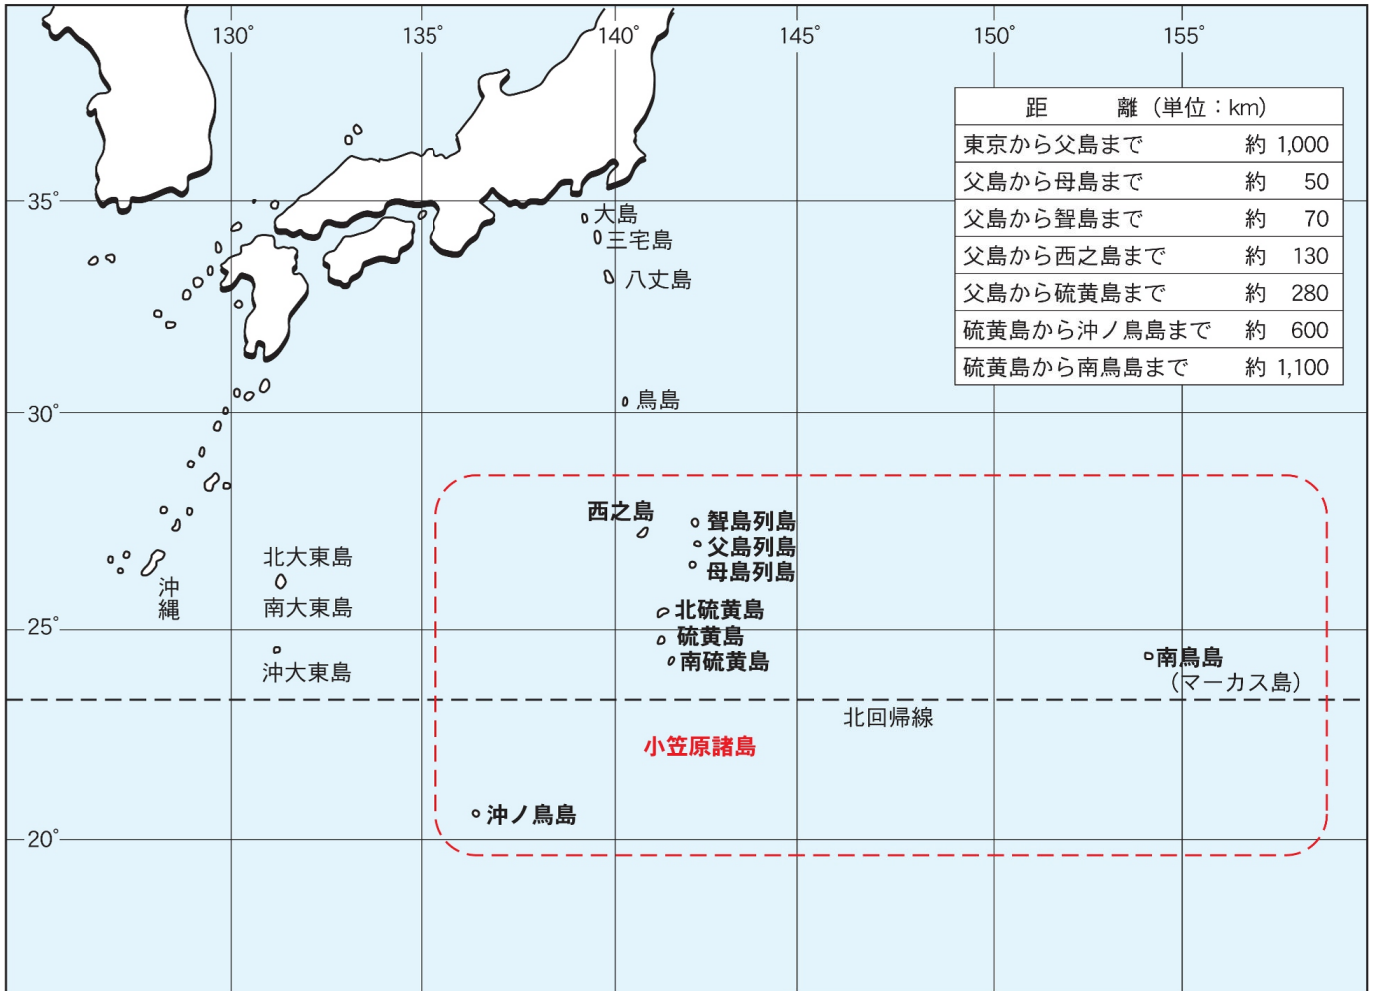 130°
135°
140°
145°
150°
155°
距　離（単位：km）
東京から父島まで 約 1,000
父島から母島まで 約 50
父島から聟島まで 約 70
父島から西之島まで 約 130
父島から硫黄島まで 約 280
硫黄島から沖ノ鳥島まで 約 600
硫黄島から南鳥島まで 約 1,100
35°
大島
三宅島
八丈島
30°
鳥島
西之島
聟島列島
父島列島
母島列島
北大東島
沖縄
南大東島
北硫黄島
25°
硫黄島
南硫黄島
沖大東島
南鳥島
（マーカス島）
北回帰線
小笠原諸島
沖ノ鳥島
20°